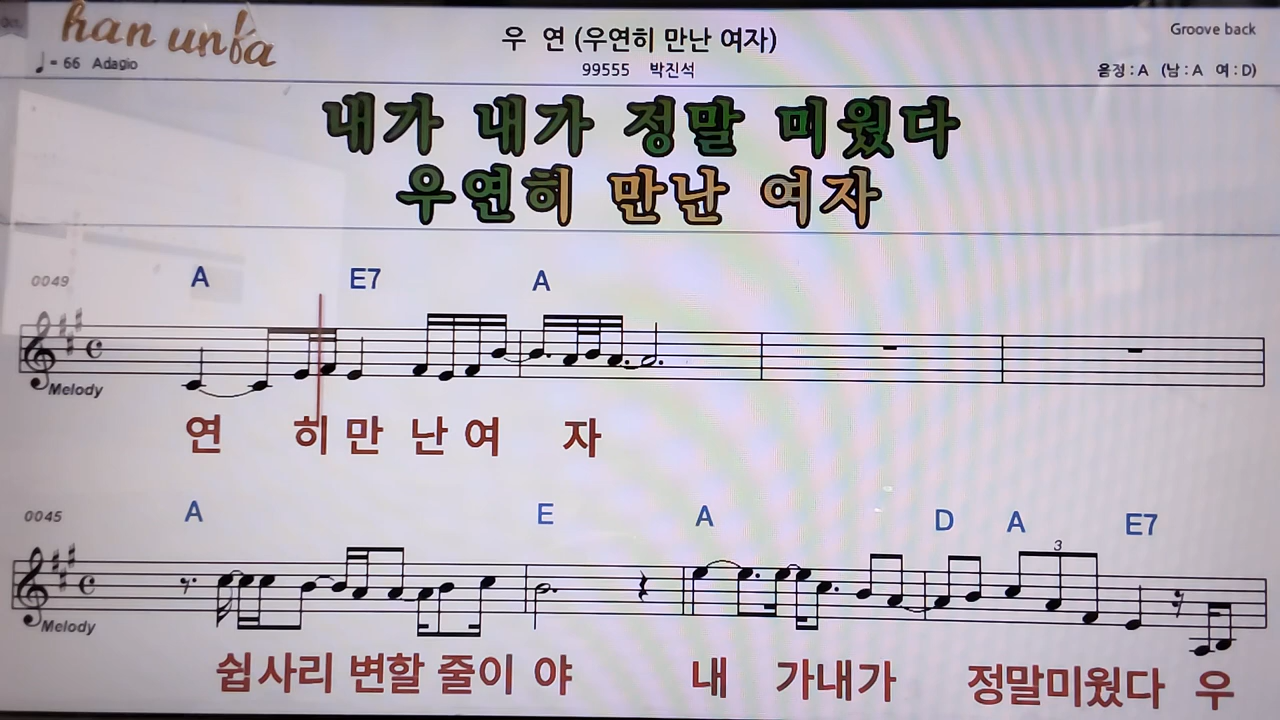 han unba
우 연 (우연히 만난 여자)
Groove back
♩= 66 Adagio
99555 박진석
음정 : A (남 : A 여 : D)
내가 내가 정말 미웠다
우연히 만난 여자
0049
A E7 A
Melody
연 히 만 난 여 자
0045
A E A D A E7
3
Melody
쉽사리 변할 줄이 야 내 가내가 정말미웠다 우